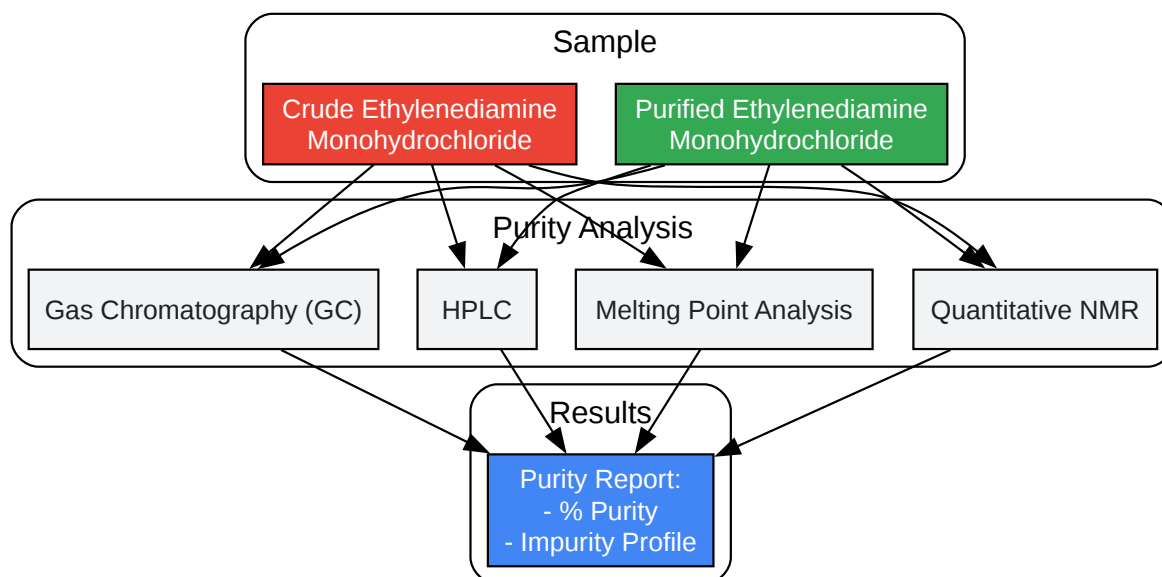 Sample
Crude Ethylenediamine
Monohydrochloride
Purified Ethylenediamine
Monohydrochloride
Purity Analysis
Gas Chromatography (GC)
HPLC
Melting Point Analysis
Quantitative NMR
Results
Purity Report:
- % Purity
- Impurity Profile